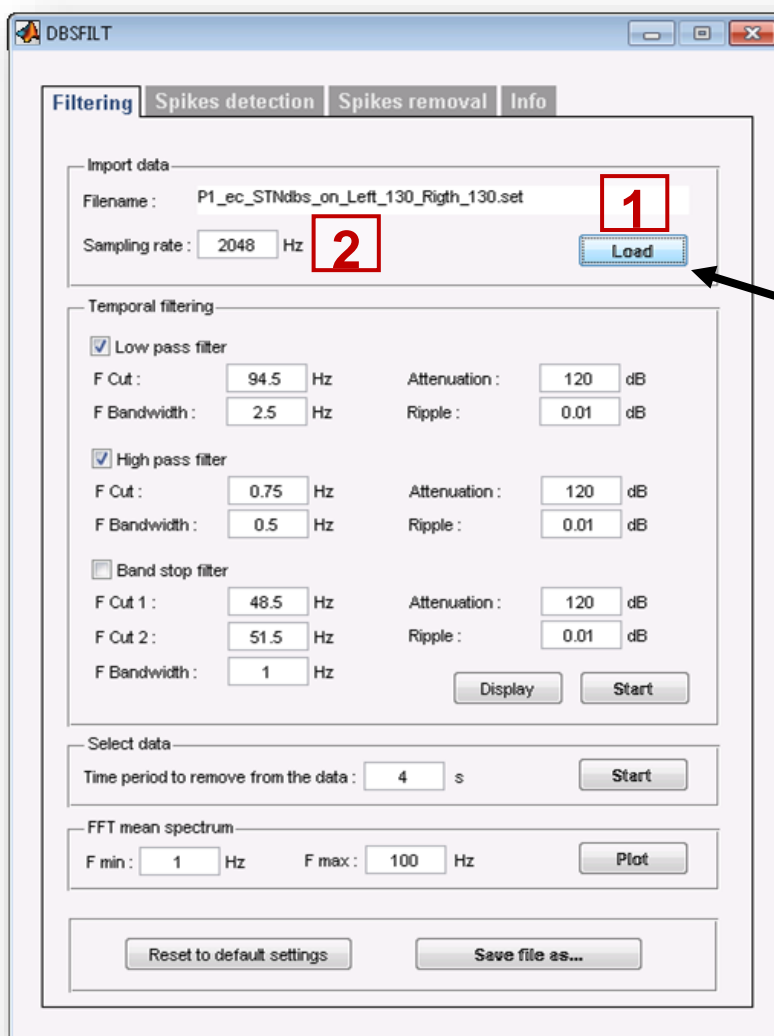 DBSFILT
Filtering Spikes detection Spikes removal Info
Import data
Filename : P1_ec_STNdbs_on_Left_130_Rigth_130.set 1
Sampling rate : 2048 Hz 2 Load
Temporal filtering
Low pass filter
F Cut : 94.5 Hz Attenuation : 120 dB
F Bandwidth : 2.5 Hz Ripple : 0.01 dB
High pass filter
F Cut : 0.75 Hz Attenuation : 120 dB
F Bandwidth : 0.5 Hz Ripple : 0.01 dB
Band stop filter
F Cut 1 : 48.5 Hz Attenuation : 120 dB
F Cut 2 : 51.5 Hz Ripple : 0.01 dB
F Bandwidth : 1 Hz
Display Start
Select data
Time period to remove from the data : 4 s Start
FFT mean spectrum
F min : 1 Hz F max : 100 Hz Plot
Reset to default settings Save file as...